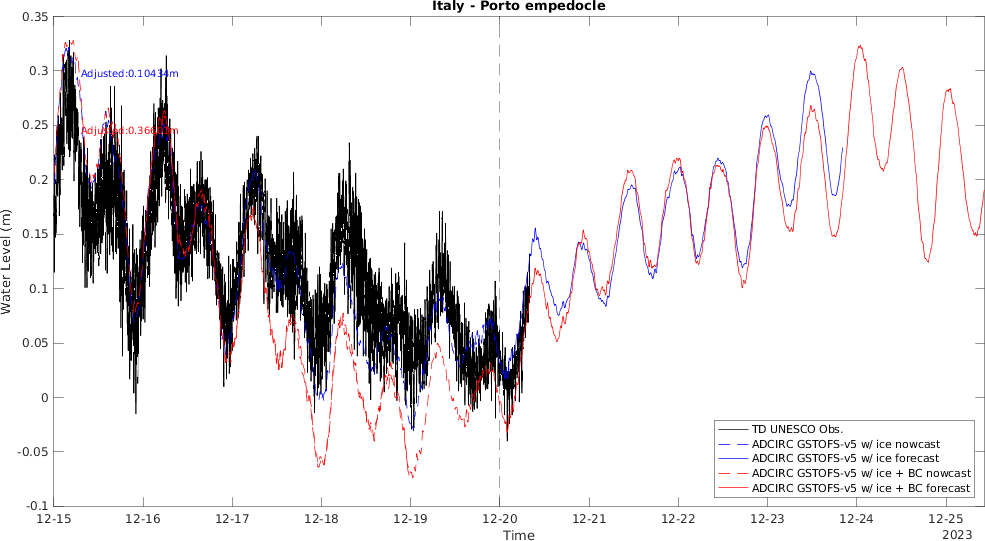 Italy - Porto empedocle
0.35
0.3
0.25
0.2
0.15
0.1
0.05
0
-0.05
-0.1
Water Level (m)
Adjusted:0.10434m
TD UNESCO Obs.
ADCIRC GSTOFS-v5 w/ ice nowcast
ADCIRC GSTOFS-v5 w/ ice forecast
ADCIRC GSTOFS-v5 w/ ice + BC nowcast
ADCIRC GSTOFS-v5 w/ ice + BC forecast
12-15 12-16 12-17 12-18 12-19 12-20 12-21 12-22 12-23 12-24 12-25
2023
Time